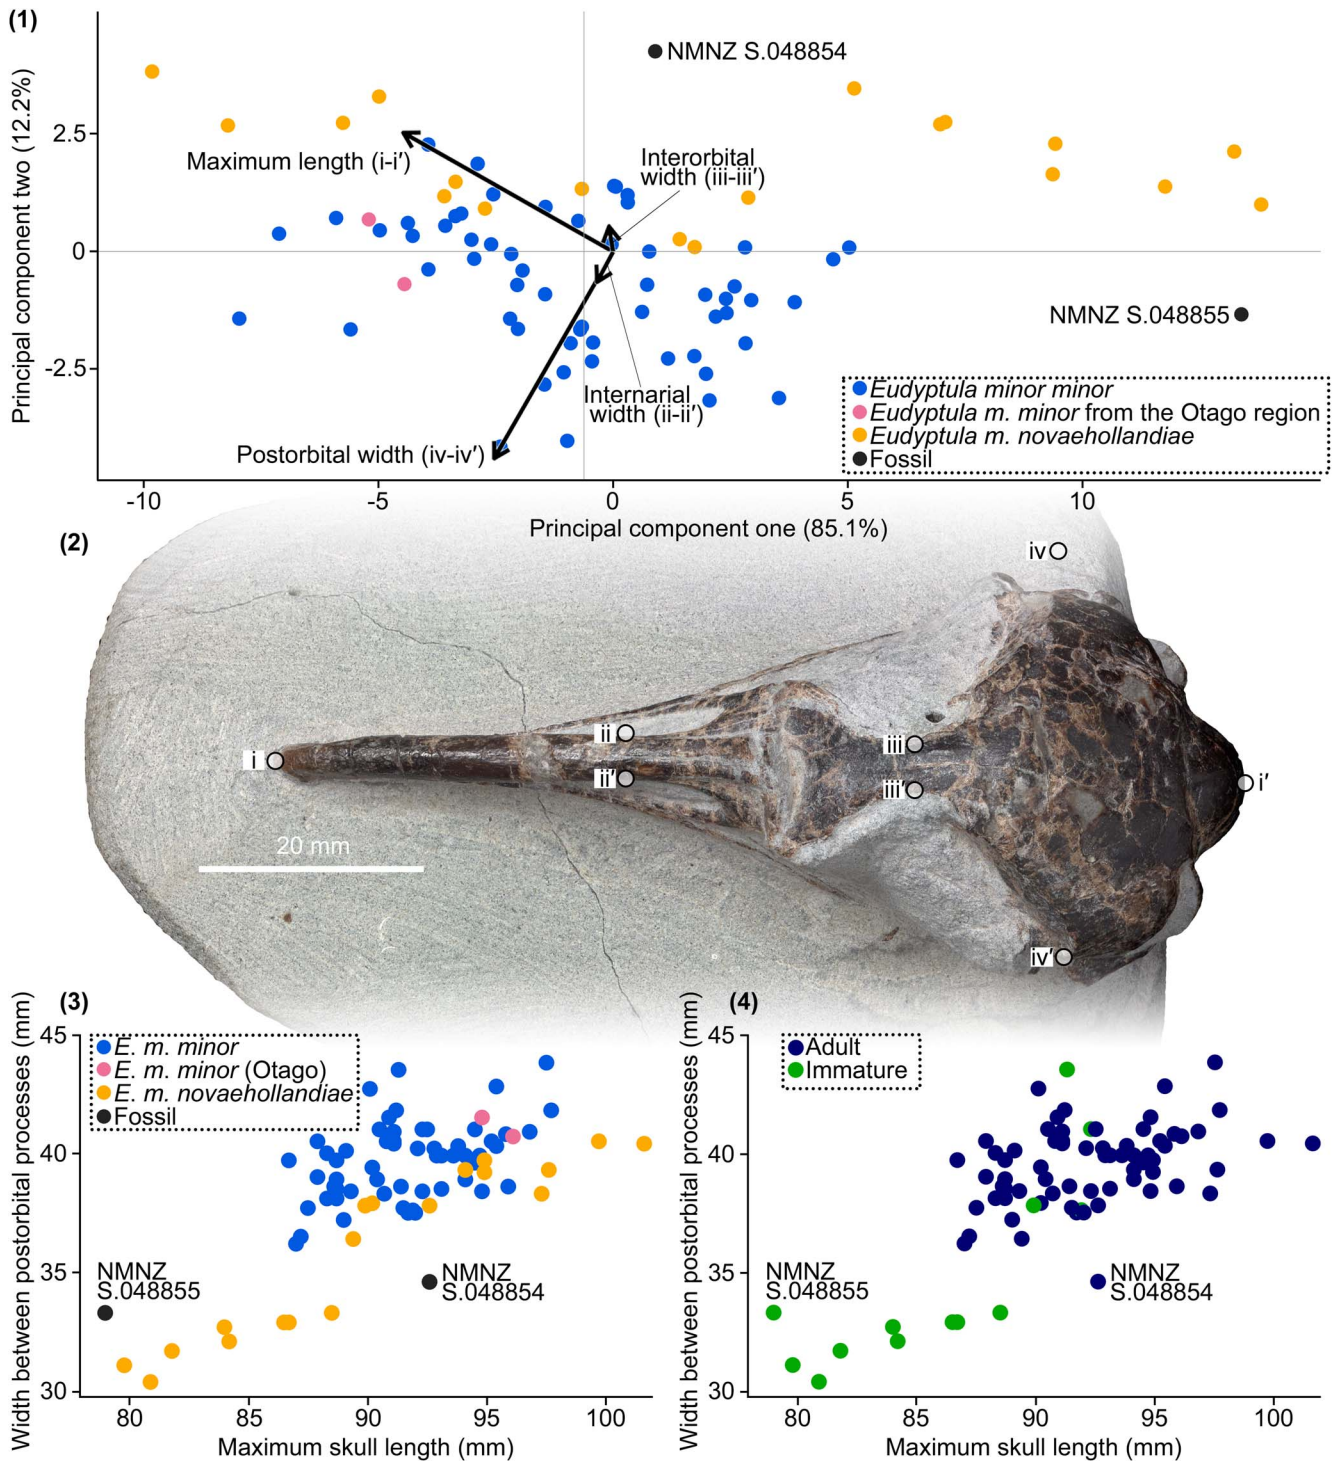 (1)
NMNZ S.048854
Principal component two (12.2%)
2.5
0
-2.5
Maximum length (i-i′)
Interorbital
width (iii-iii′)
NMNZ S.048855
Internarial
width (ii-ii′)
Postorbital width (iv-iv′)
Eudyptula minor minor
Eudyptula m. minor from the Otago region
Eudyptula m. novaehollandiae
Fossil
-10
-5
0
5
10
Principal component one (85.1%)
(2)
iv
ii
iii
i
ii′
iii′
i′
20 mm
iv′
(3)
Width between postorbital processes (mm)
45
40
35
30
E. m. minor
E. m. minor (Otago)
E. m. novaehollandiae
Fossil
NMNZ
S.048855
NMNZ
S.048854
80
85
90
95
100
Maximum skull length (mm)
(4)
Width between postorbital processes (mm)
45
40
35
30
Adult
Immature
NMNZ
S.048855
NMNZ
S.048854
80
85
90
95
100
Maximum skull length (mm)